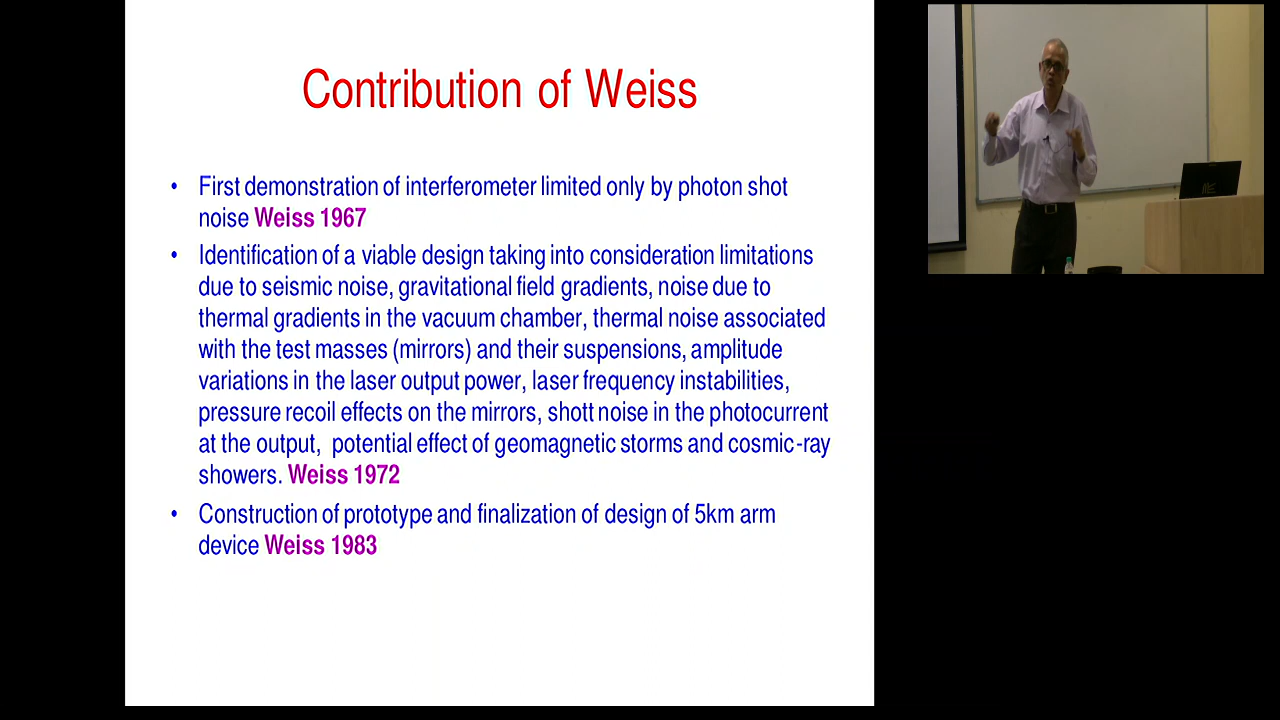 Contribution of Weiss
• First demonstration of interferometer limited only by photon shot
noise Weiss 1967
• Identification of a viable design taking into consideration limitations
due to seismic noise, gravitational field gradients, noise due to
thermal gradients in the vacuum chamber, thermal noise associated
with the test masses (mirrors) and their suspensions, amplitude
variations in the laser output power, laser frequency instabilities,
pressure recoil effects on the mirrors, shott noise in the photocurrent
at the output, potential effect of geomagnetic storms and cosmic-ray
showers. Weiss 1972
• Construction of prototype and finalization of design of 5km arm
device Weiss 1983